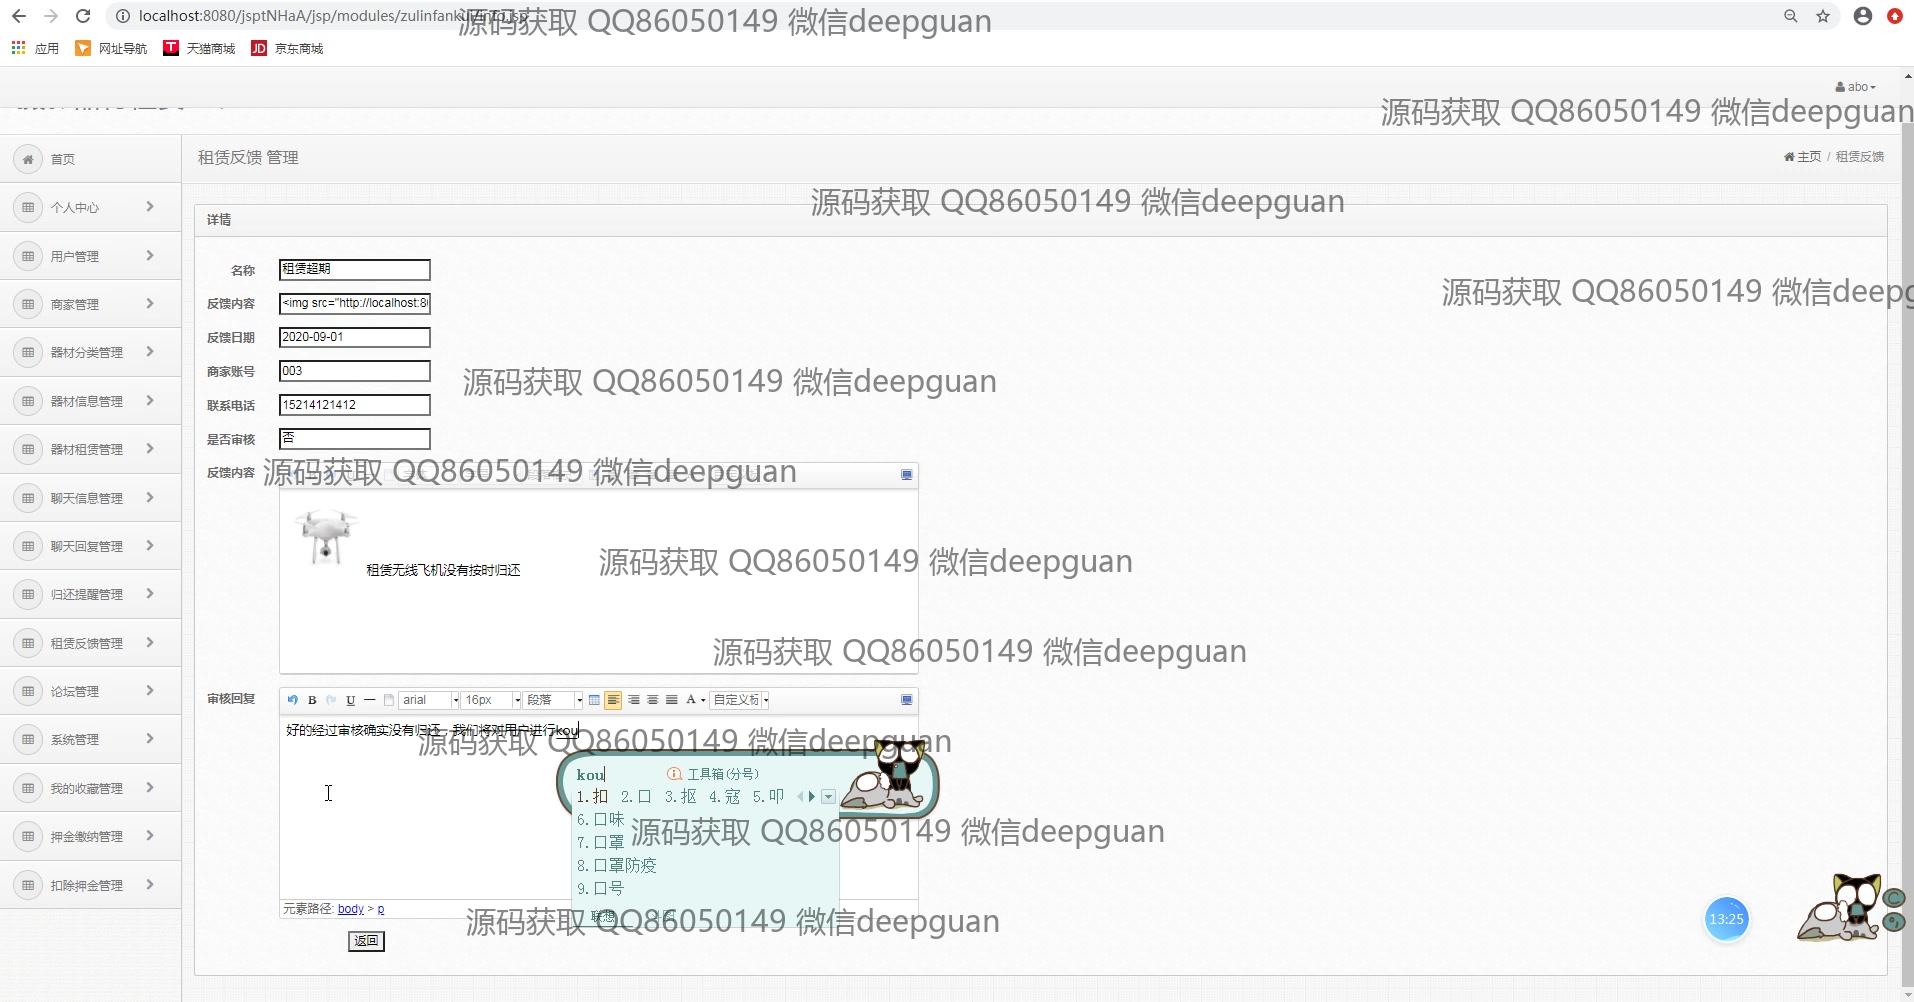 localhost:8080/jsptNHaA/jsp/modules/zulinfankui/info.jsp
源码获取 QQ86050149 微信deepguan
应用 网址导航 天猫商城 JD 京东商城
abo
源码获取 QQ86050149 微信deepguan
首页
租赁反馈 管理
主页 / 租赁反馈
个人中心
源码获取 QQ86050149 微信deepguan
详情
用户管理
名称 租赁超期
商家管理
反馈内容 <img src="http://localhost:8
源码获取 QQ86050149 微信deepg
反馈日期 2020-09-01
器材分类管理
商家账号 003
源码获取 QQ86050149 微信deepguan
器材信息管理
联系电话 15214121412
器材租赁管理
是否审核 否
反馈内容
源码获取 QQ86050149 微信deepguan
聊天信息管理
聊天回复管理
源码获取 QQ86050149 微信deepguan
租赁无线飞机没有按时归还
归还提醒管理
租赁反馈管理
源码获取 QQ86050149 微信deepguan
论坛管理
审核回复 B U arial 16px 段落 A 自定义标
好的经过审核确实没有归还，我们将对用户进行kou
系统管理
源码获取 QQ86050149 微信deepguan
kou 工具箱(分号)
我的收藏管理
1.扣 2.口 3.抠 4.寇 5.叩
6.口味
押金缴纳管理
源码获取 QQ86050149 微信deepguan
7.口罩
8.口罩防疫
扣除押金管理
9.口号
元素路径: body > p
联想
源码获取 QQ86050149 微信deepguan
13:25
返回